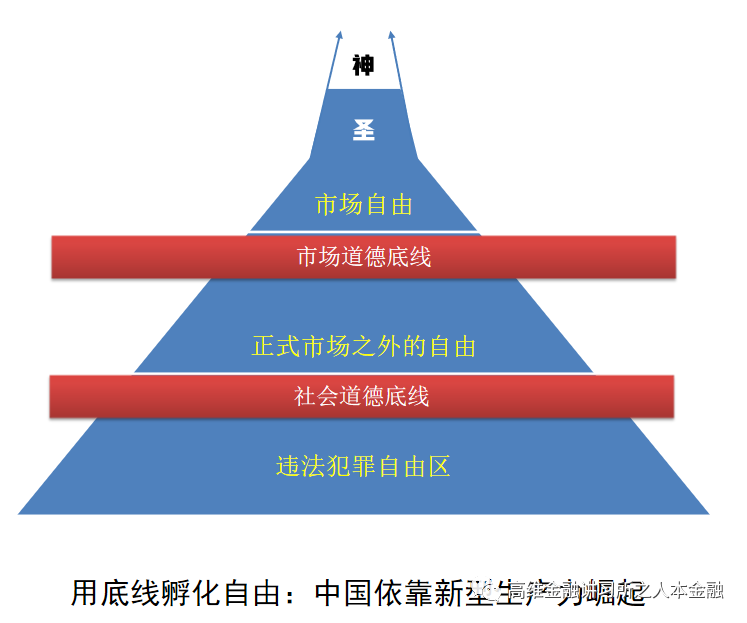 神
圣
市场自由
市场道德底线
正式市场之外的自由
社会道德底线
违法犯罪自由区
用底线孵化自由：中国依靠新型生产力崛起
高维金融讲习所之人本金融